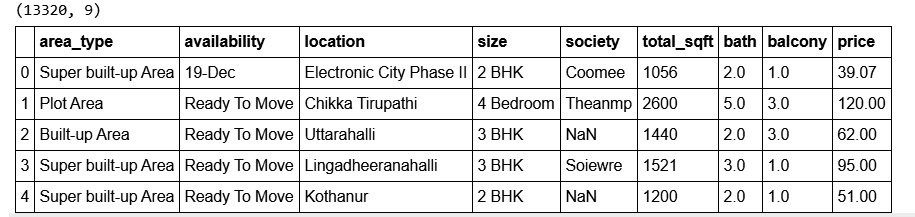 (13320, 9)
area_type availability location size society total_sqft bath balcony price
0 Super built-up Area 19-Dec Electronic City Phase II 2 BHK Coomee 1056 2.0 1.0 39.07
1 Plot Area Ready To Move Chikka Tirupathi 4 Bedroom Theanmp 2600 5.0 3.0 120.00
2 Built-up Area Ready To Move Uttarahalli 3 BHK NaN 1440 2.0 3.0 62.00
3 Super built-up Area Ready To Move Lingadheeranahalli 3 BHK Soiewre 1521 3.0 1.0 95.00
4 Super built-up Area Ready To Move Kothanur 2 BHK NaN 1200 2.0 1.0 51.00